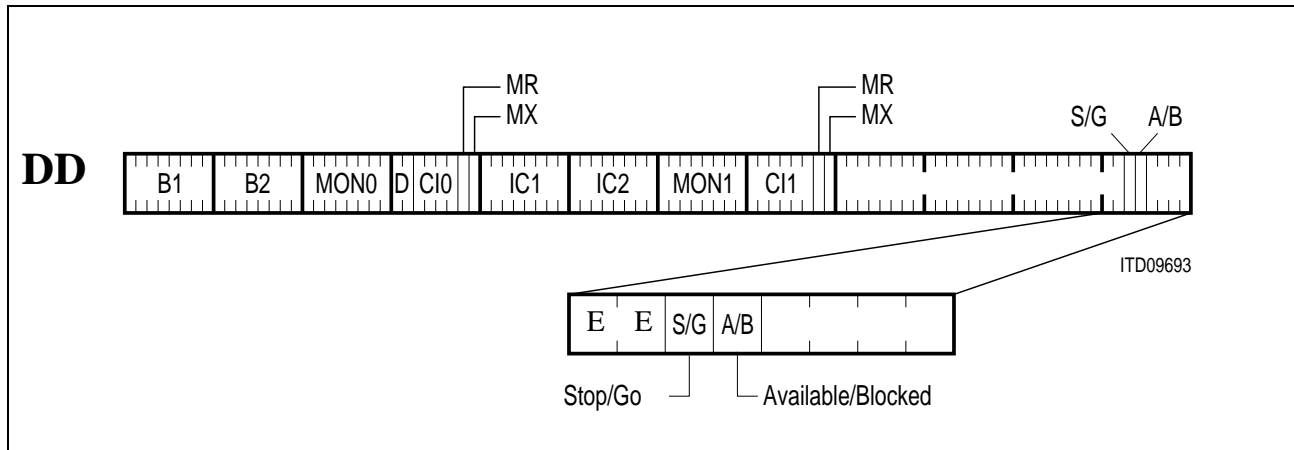 MR
MR
MX
MX
S/G A/B
DD
B1 B2 MON0 D CI0 IC1 IC2 MON1 CI1
ITD09693
E E S/G A/B
Stop/Go Available/Blocked